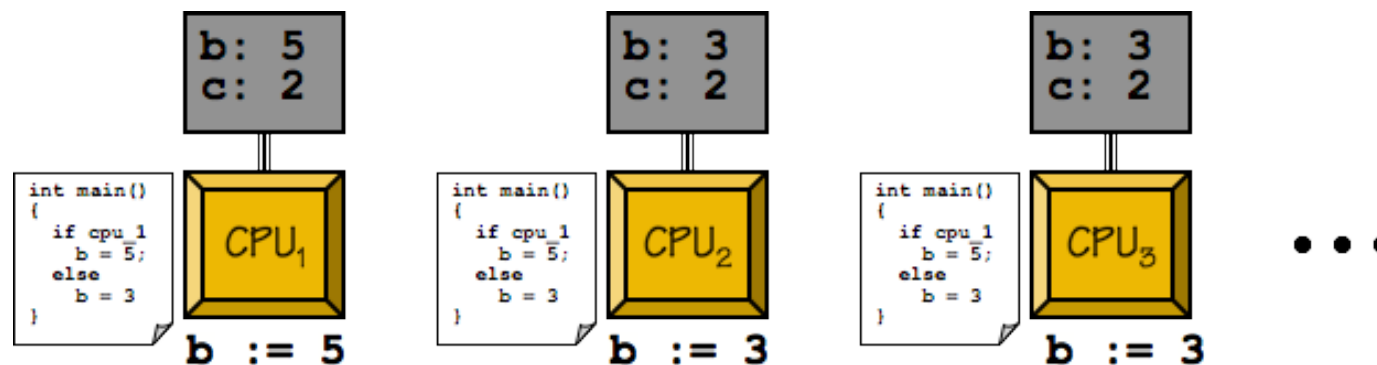 b: 5
c: 2
int main()
{
if cpu_1
b = 5;
else
b = 3
}
CPU1
b := 5
b: 3
c: 2
int main()
{
if cpu_1
b = 5;
else
b = 3
}
CPU2
b := 3
b: 3
c: 2
int main()
{
if cpu_1
b = 5;
else
b = 3
}
CPU3
b := 3